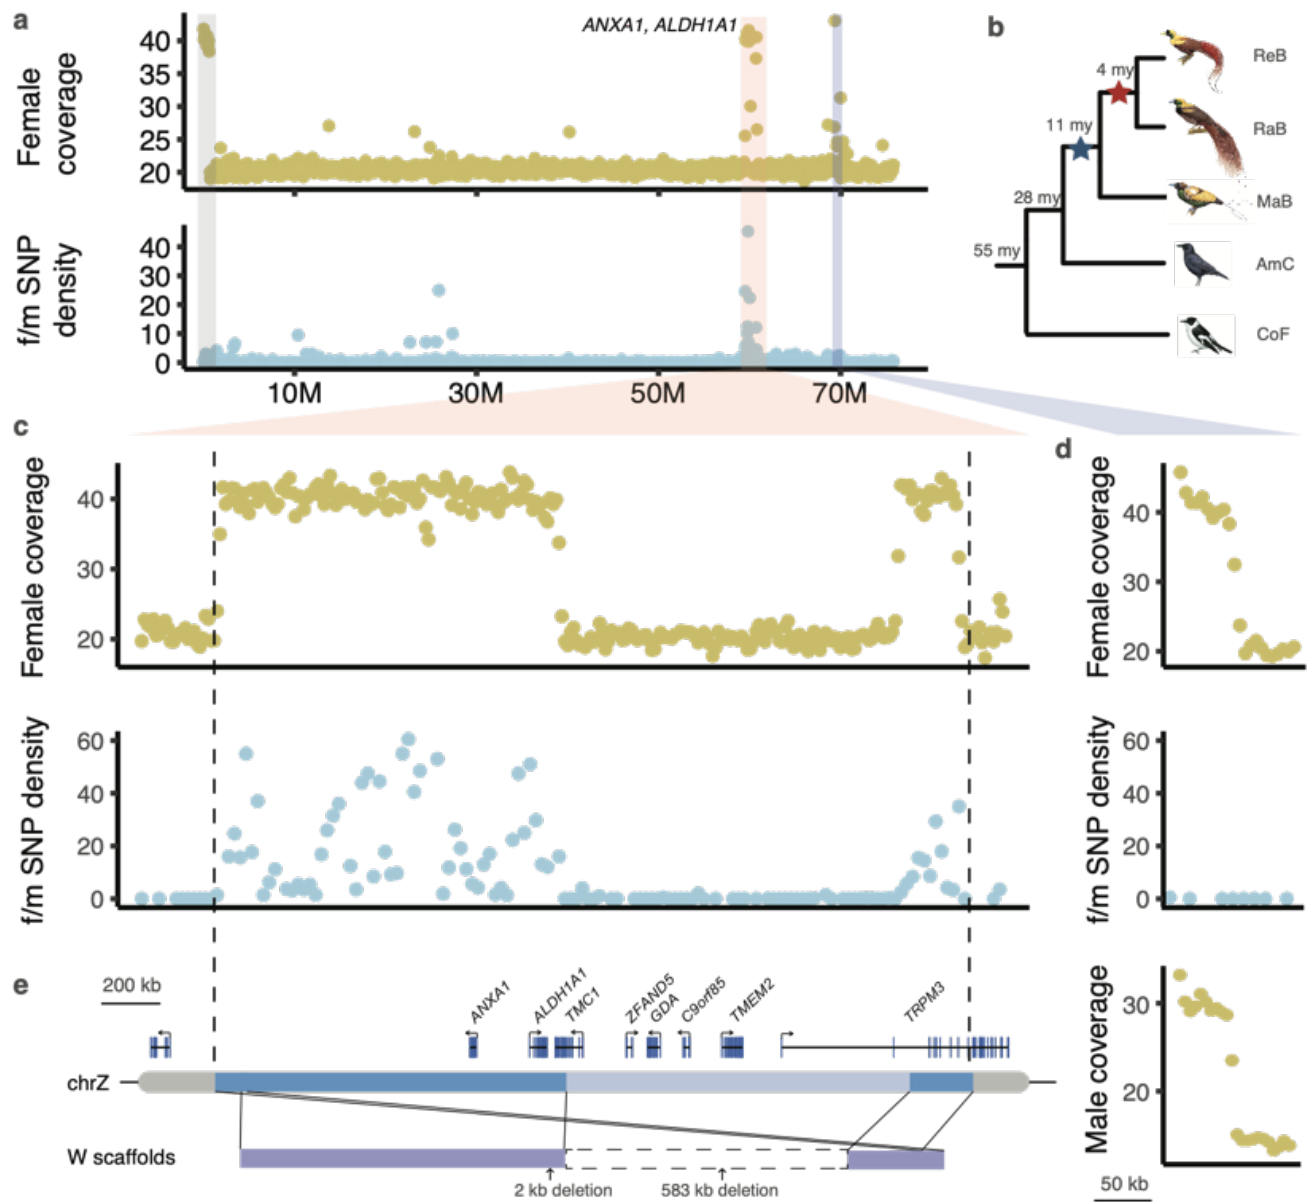 a
ANXA1, ALDH1A1
Female coverage
40
35
30
25
20
f/m SNP density
40
30
20
10
0
10M
30M
50M
70M
b
4 my
11 my
28 my
55 my
ReB
RaB
MaB
AmC
CoF
c
Female coverage
40
30
20
f/m SNP density
60
40
20
0
d
Female coverage
40
30
20
f/m SNP density
60
40
20
0
Male coverage
30
20
50 kb
e
200 kb
ANXA1
ALDH1A1
TMC1
ZFAND5
GDA
C9orf85
TMEM2
TRPM3
chrZ
W scaffolds
2 kb deletion
583 kb deletion